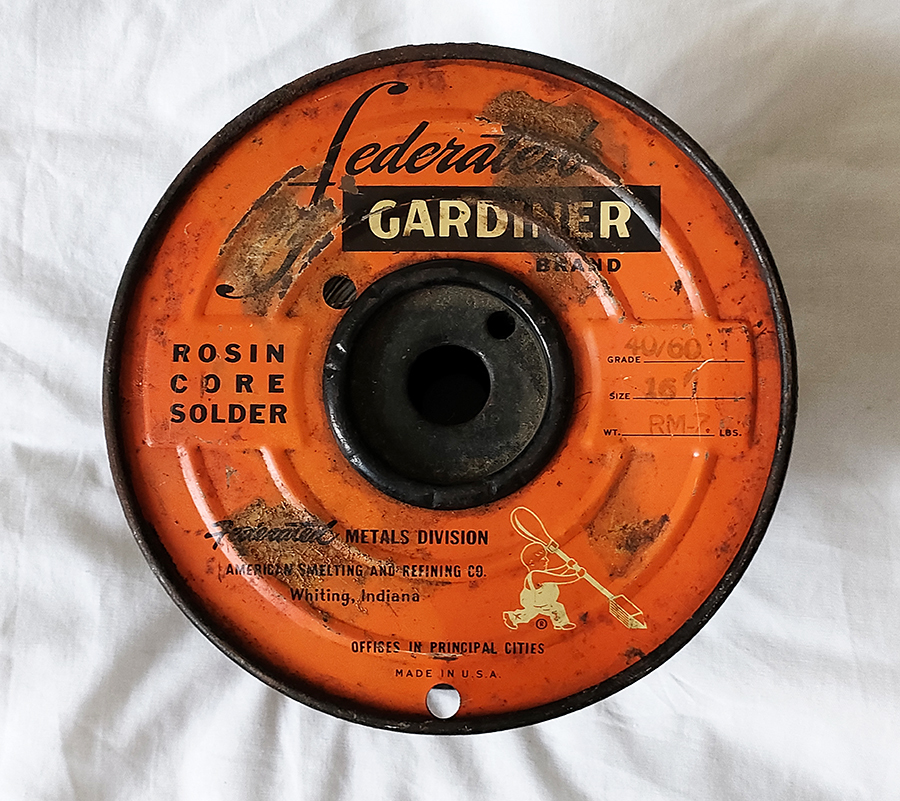 Federated
GARDINER
BRAND
ROSIN
CORE
SOLDER
GRADE 40/60
SIZE 16
WT. RM-7 LBS.
Federated METALS DIVISION
AMERICAN SMELTING AND REFINING CO.
Whiting, Indiana
®
OFFISES IN PRINCIPAL CITIES
MADE IN U.S.A.